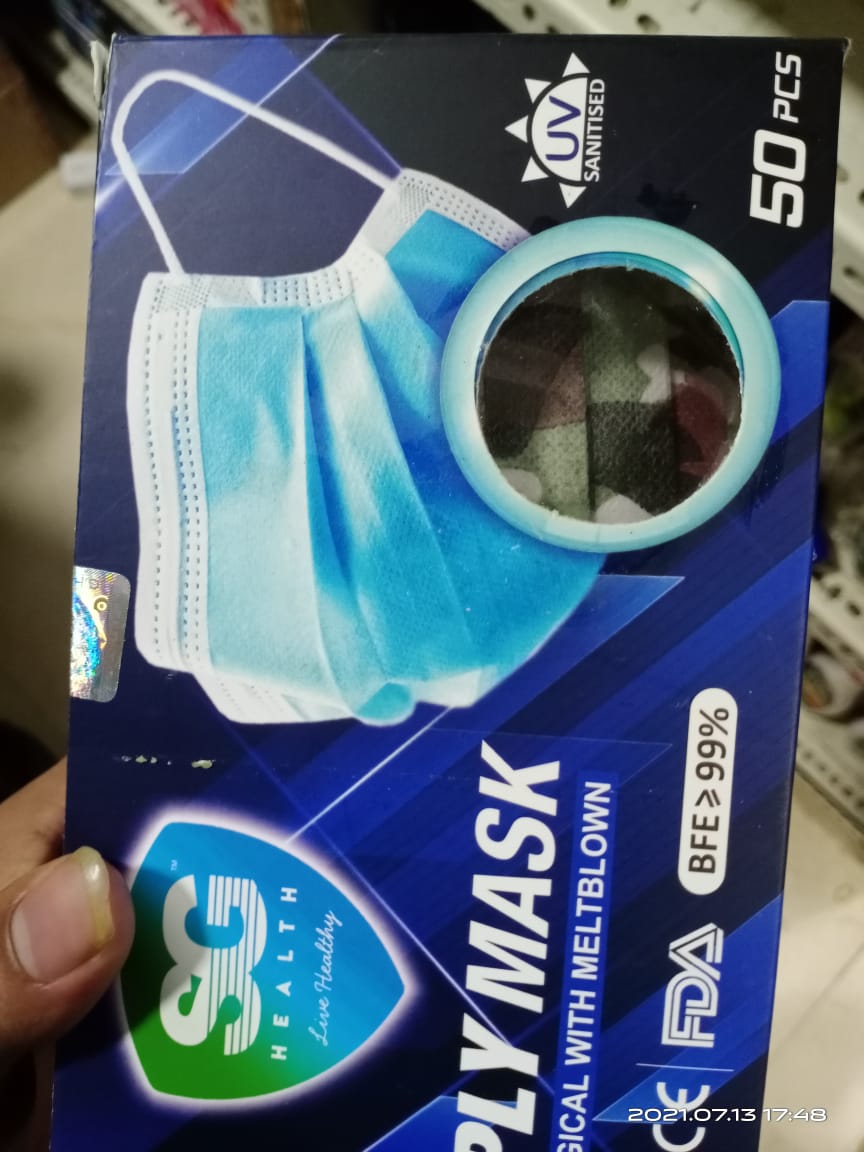 SG
™
HEALTH
Live Healthy
PLY MASK
GICAL WITH MELTBLOWN
CE
FDA
BFE⩾99%
UV
SANITISED
50 PCS
2021.07.13 17:48